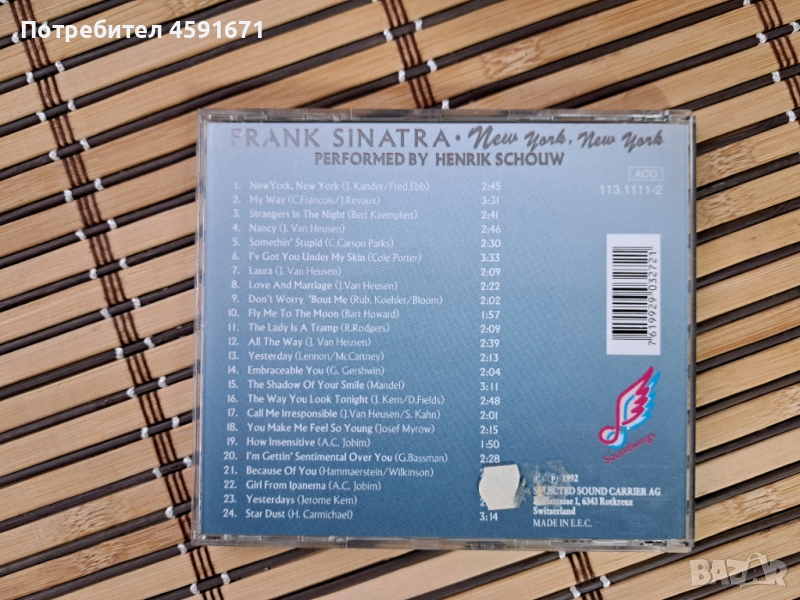 Потребител 4591671
FRANK SINATRA · New York, New York
PERFORMED BY HENRIK SCHOUW
ADD
113.1111-2
1. NewYork, New York (J. Kander/Fred Ebb) 2:45
2. My Way (C.Francois/J.Revaux) 3:31
3. Strangers In The Night (Bert Kaempfert) 2:41
4. Nancy (J. Van Heusen) 2:46
5. Somethin' Stupid (C.Carson Parks) 2:30
6. I'v Got You Under My Skin (Cole Porter) 3:33
7. Laura (J. Van Heusen) 2:09
8. Love And Marriage (J.Van Heusen) 2:22
9. Don't Worry 'Bout Me (Rub. Koehler/Bloom) 2:02
10. Fly Me To The Moon (Bart Howard) 1:57
11. The Lady Is A Tramp (R.Rodgers) 2:09
12. All The Way (J. Van Heusen) 2:39
13. Yesterday (Lennon/McCartney) 2:13
14. Embraceable You (G. Gershwin) 2:04
15. The Shadow Of Your Smile (Mandel) 3:11
16. The Way You Look Tonight (J. Kern/D.Fields) 2:48
17. Call Me Irresponsible (J.Van Heusen/S. Kahn) 2:01
18. You Make Me Feel So Young (Josef Myrow) 2:15
19. How Insensitive (A.C. Jobim) 1:50
20. I'm Gettin' Sentimental Over You (G.Bassman) 2:28
21. Because Of You (Hammaerstein/Wilkinson)
22. Girl From Ipanema (A.C. Jobim)
23. Yesterdays (Jerome Kern)
24. Star Dust (H. Carmichael) 3:14
7619929032721
Soundwings
1992
SELECTED SOUND CARRIER AG
1, 6343 Rotkreuz
Switzerland
MADE IN E.E.C.
BAZAR